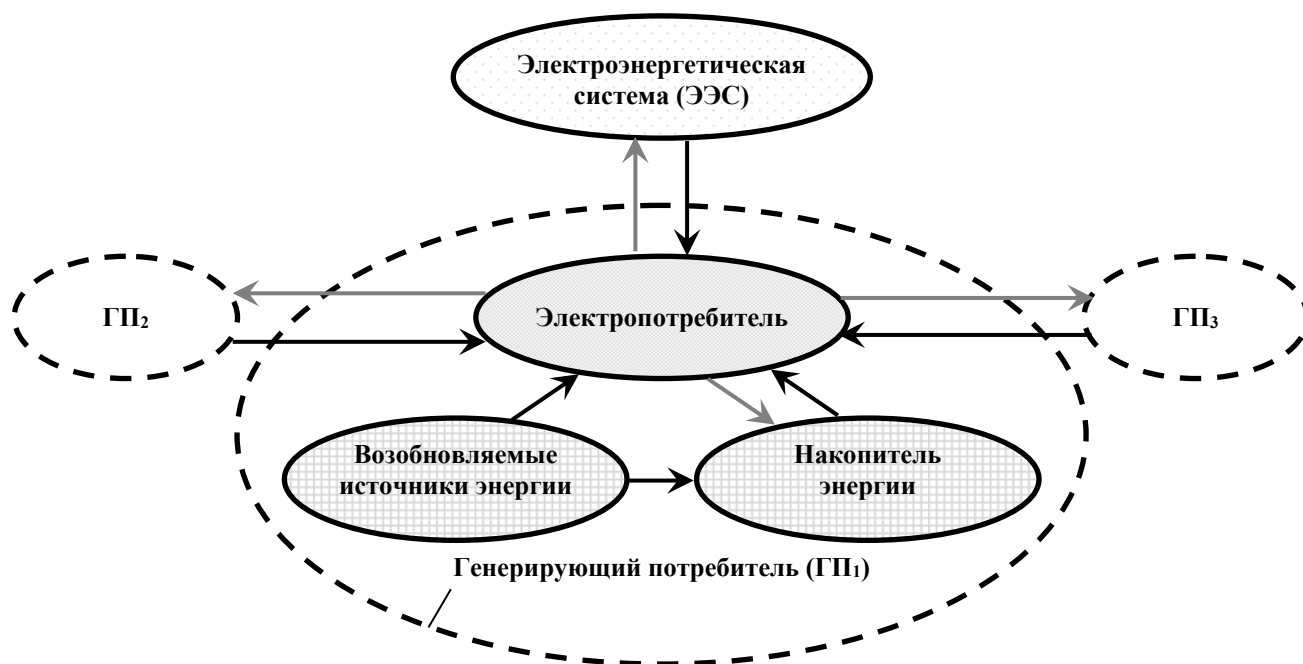 Электроэнергетическая
система (ЭЭС)
ГП₂
Электропотребитель
ГП₃
Возобновляемые
источники энергии
Накопитель
энергии
Генерирующий потребитель (ГП₁)